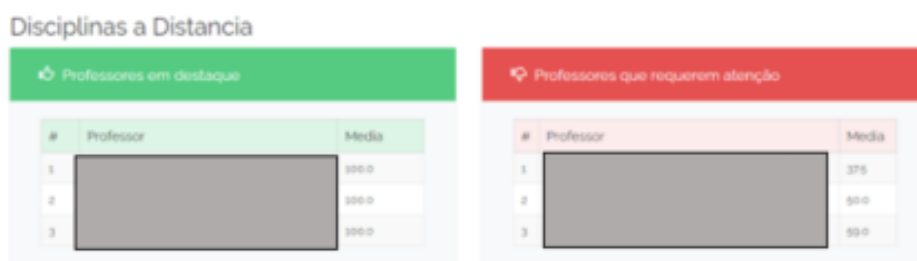 Disciplinas a Distancia
Professores em destaque
# Professor Media
1 100.0
2 100.0
3 100.0
Professores que requerem atenção
# Professor Media
1 37.5
2 50.0
3 59.0